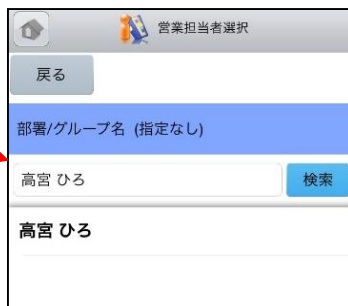 営業担当者選択
戻る
部署/グループ名 (指定なし)
高宮 ひろ
検索
高宮 ひろ